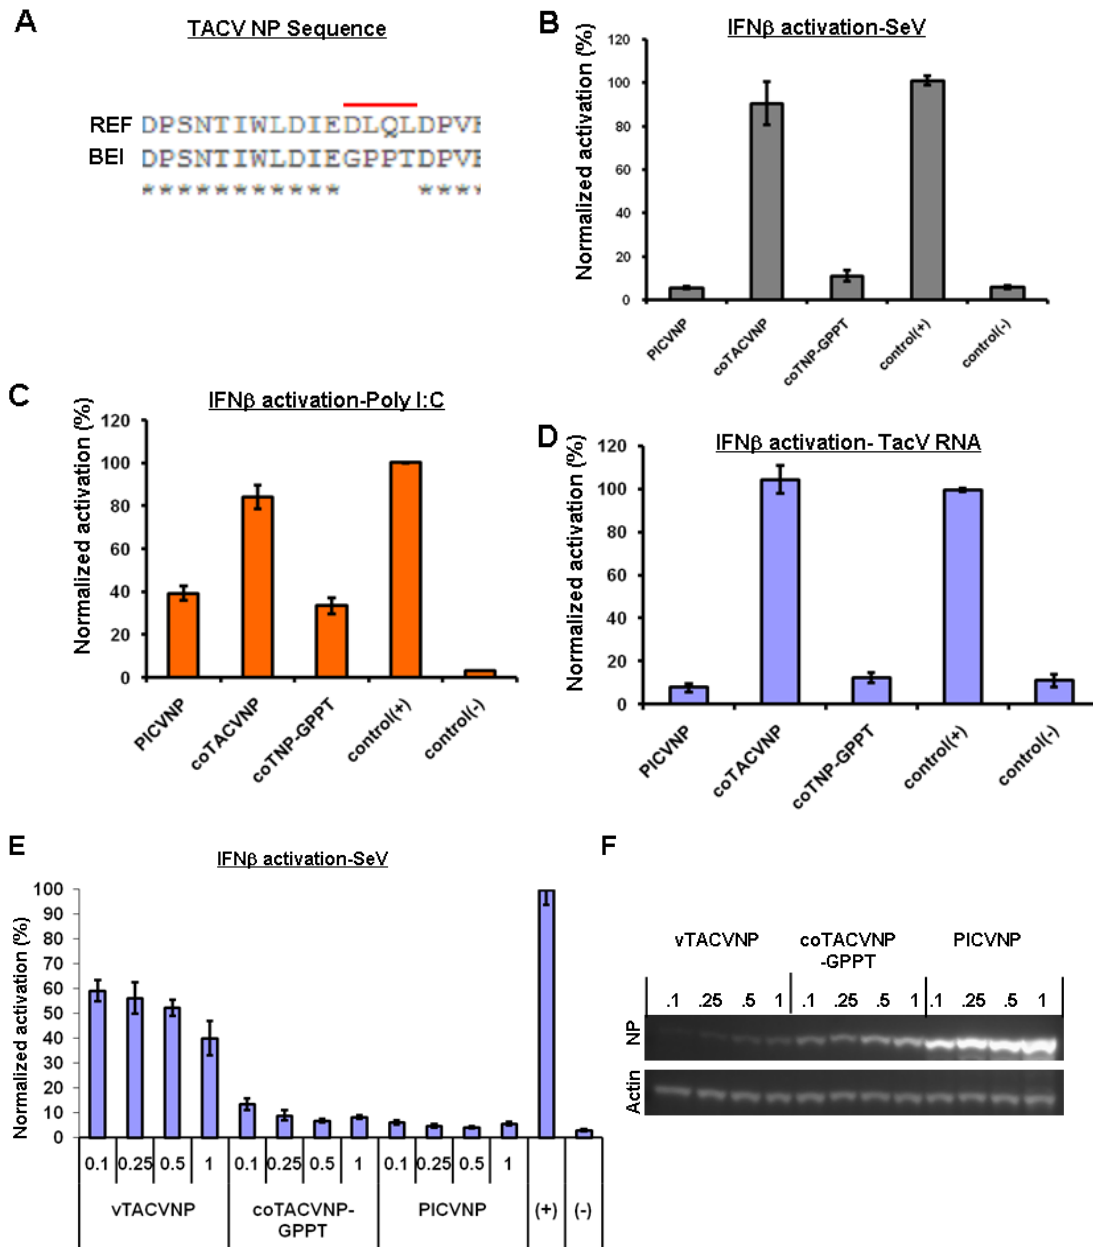 A
TACV NP Sequence
REF DPSNTIWLDIEDLQLDPVF
BEI DPSNTIWLDIEGPPTDPVF
*********** ****
B
IFNβ activation-SeV
Normalized activation (%)
120
100
80
60
40
20
0
PICVNP
coTACVNP
coTNP-GPPT
control(+)
control(-)
C
IFNβ activation-Poly I:C
Normalized activation (%)
120
100
80
60
40
20
0
PICVNP
coTACVNP
coTNP-GPPT
control(+)
control(-)
D
IFNβ activation- TacV RNA
Normalized activation (%)
120
100
80
60
40
20
0
PICVNP
coTACVNP
coTNP-GPPT
control(+)
control(-)
E
IFNβ activation-SeV
Normalized activation (%)
100
90
80
70
60
50
40
30
20
10
0
0.1 0.25 0.5 1 0.1 0.25 0.5 1 0.1 0.25 0.5 1
vTACVNP coTACVNP- PICVNP (+) (-)
GPPT
F
vTACVNP coTACVNP PICVNP
-GPPT
.1 .25 .5 1 .1 .25 .5 1 .1 .25 .5 1
NP
Actin